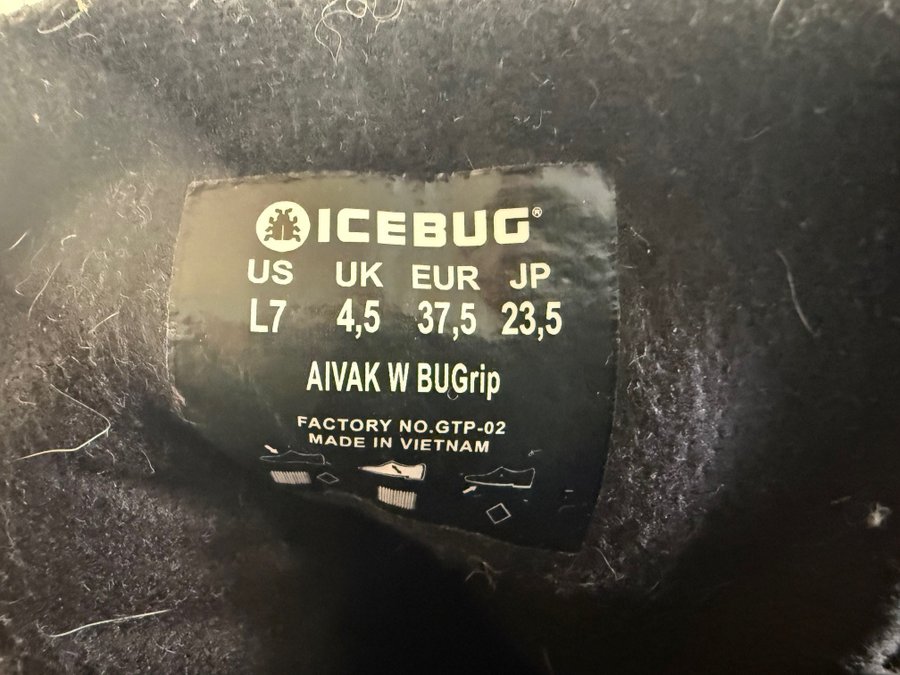 ICEBUG®
US UK EUR JP
L7 4,5 37,5 23,5
AIVAK W BUGrip
FACTORY NO.GTP-02
MADE IN VIETNAM